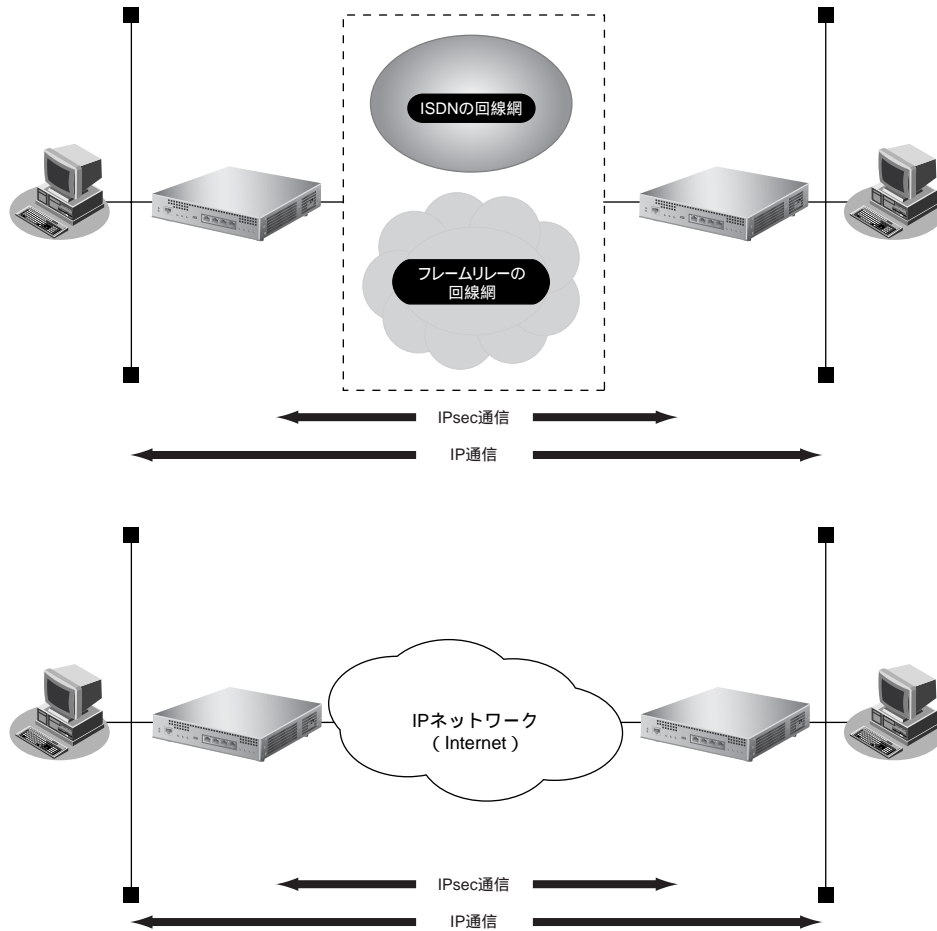 ISDNの回線網
フレームリレーの
回線網
IPsec通信
IP通信
IPネットワーク
（Internet）
IPsec通信
IP通信